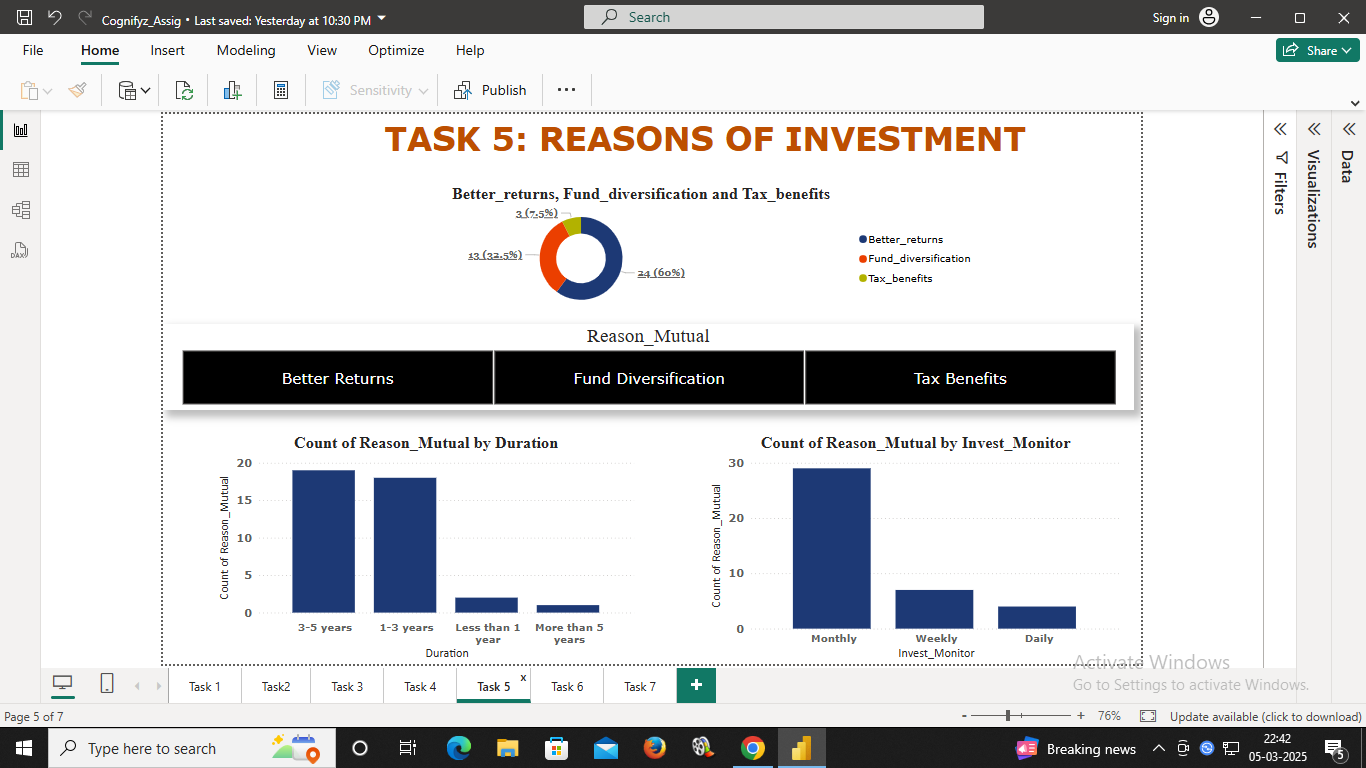 Cognifyz_Assig • Last saved: Yesterday at 10:30 PM
Search
Sign in
File Home Insert Modeling View Optimize Help
Share
Sensitivity
Publish
TASK 5: REASONS OF INVESTMENT
Better_returns, Fund_diversification and Tax_benefits
3 (7.5%)
13 (32.5%)
24 (60%)
Better_returns
Fund_diversification
Tax_benefits
Reason_Mutual
Better Returns Fund Diversification Tax Benefits
Count of Reason_Mutual by Duration
Count of Reason_Mutual
20
15
10
5
0
3-5 years 1-3 years Less than 1 year More than 5 years
Duration
Count of Reason_Mutual by Invest_Monitor
Count of Reason_Mutual
30
20
10
0
Monthly Weekly Daily
Invest_Monitor
Filters
Visualizations
Data
DAX
Activate Windows
Go to Settings to activate Windows.
Task 1 Task2 Task 3 Task 4 Task 5 x Task 6 Task 7 +
Page 5 of 7
- + 76%
Update available (click to download)
Type here to search
Breaking news
22:42
05-03-2025
5